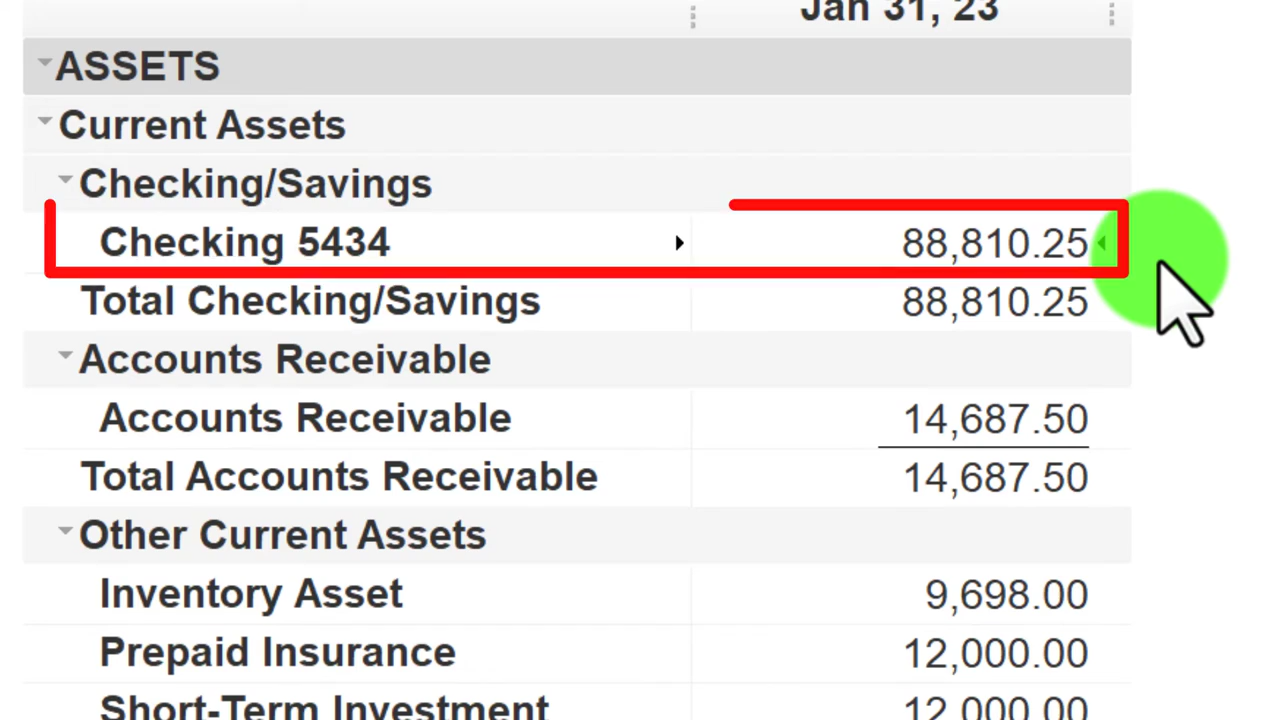 Jan 31, 23
ASSETS
Current Assets
Checking/Savings
Checking 5434 88,810.25
Total Checking/Savings 88,810.25
Accounts Receivable
Accounts Receivable 14,687.50
Total Accounts Receivable 14,687.50
Other Current Assets
Inventory Asset 9,698.00
Prepaid Insurance 12,000.00
Short-Term Investment 12,000.00